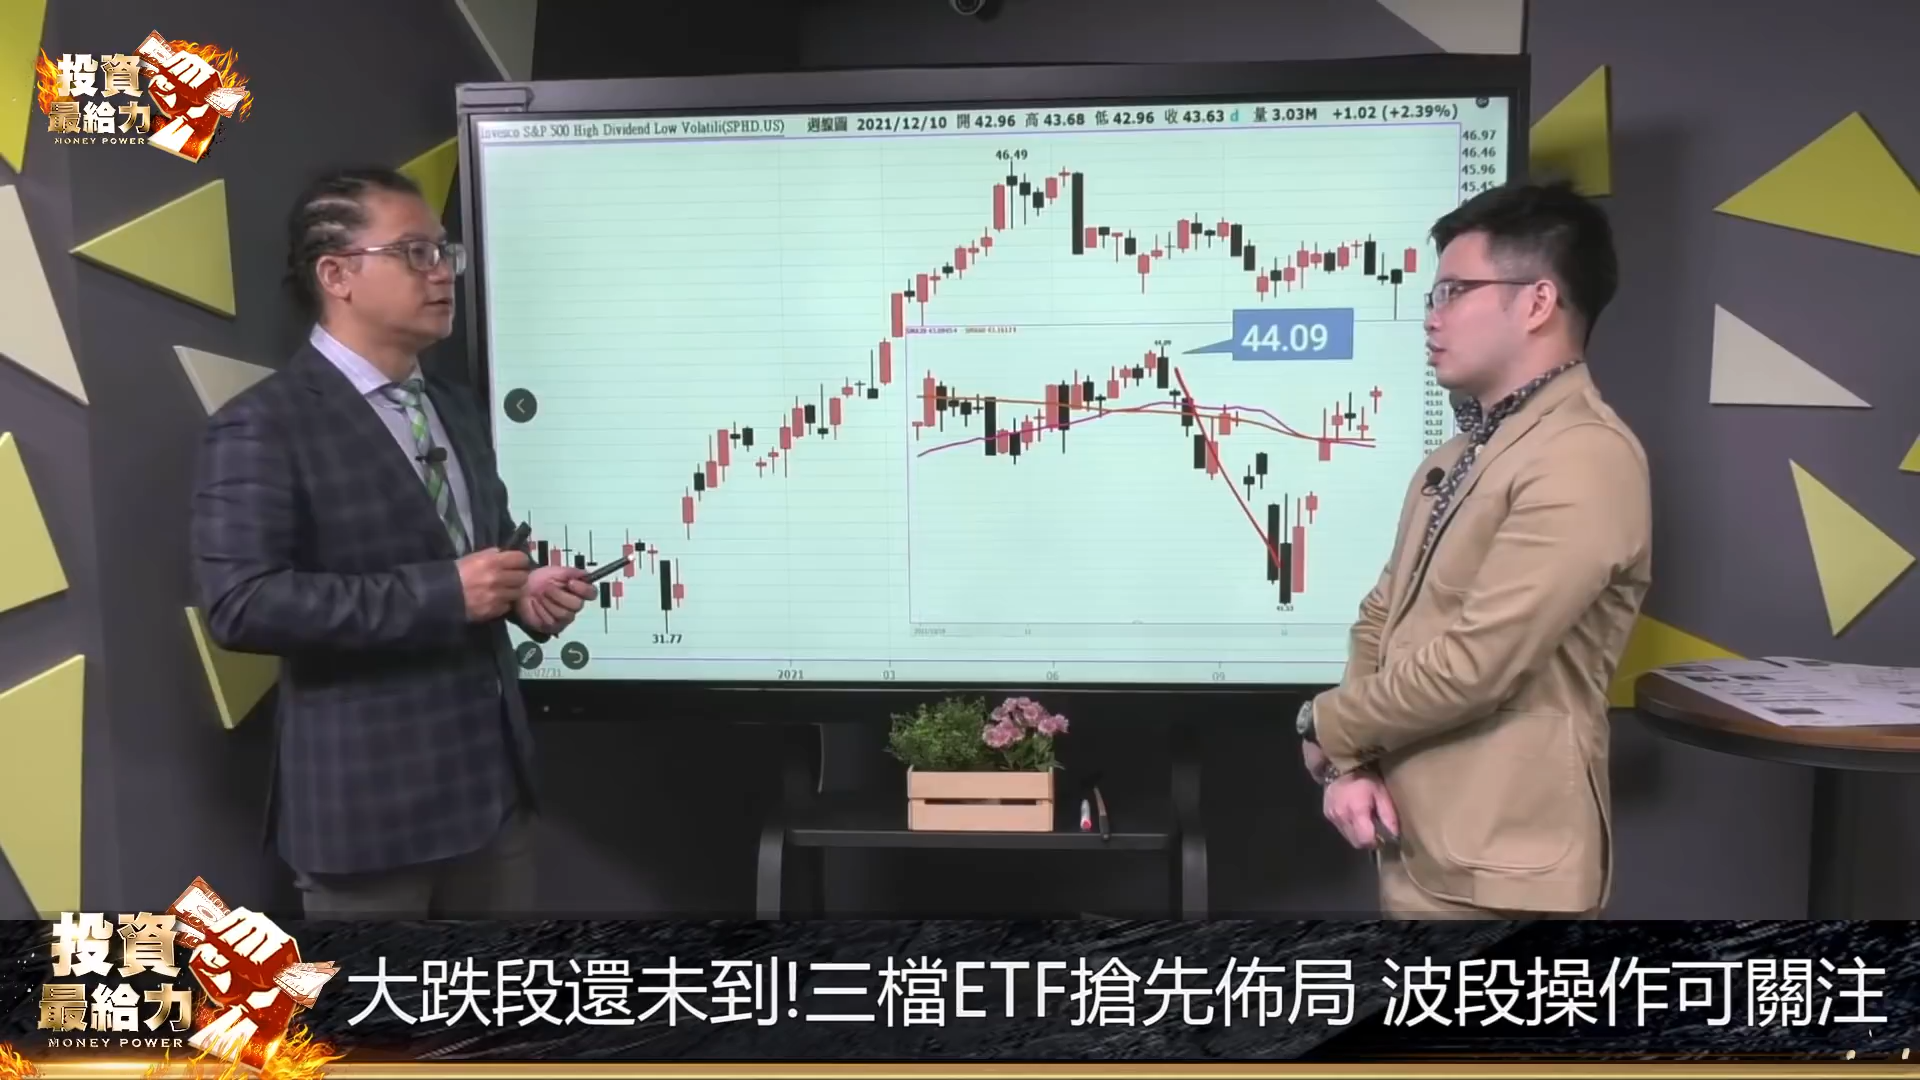 投資
最給力
MONEY POWER
Invesco S&P 500 High Dividend Low Volatili(SPHD.US) 週線圖 2021/12/10 開 42.96 高 43.68 低 42.96 收 43.63 d 量 3.03M +1.02 (+2.39%)
46.97
46.46
45.96
45.45
46.49
44.09
31.77
2021
03
06
09
投資
最給力
MONEY POWER
大跌段還未到!三檔ETF搶先佈局 波段操作可關注